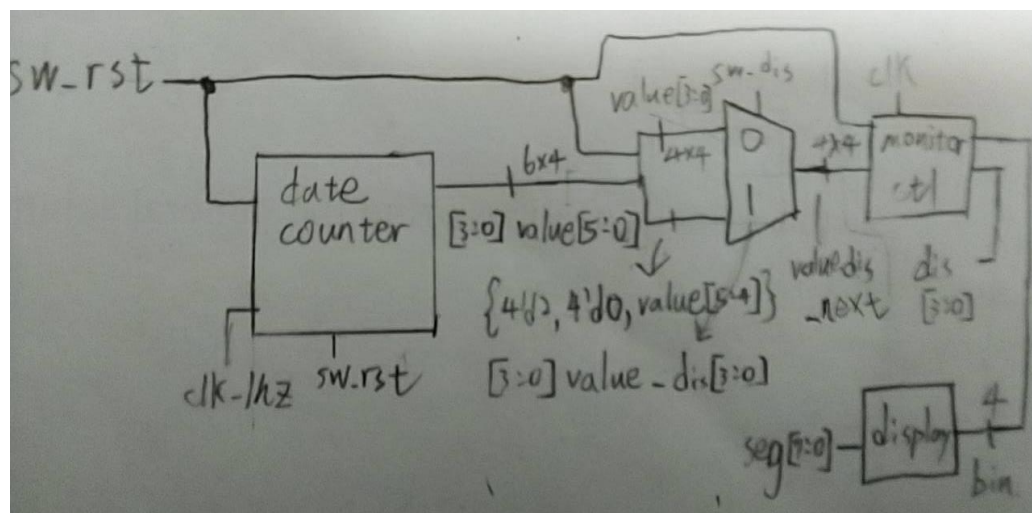 sw_rst
date
counter
clk_1hz
sw_rst
6x4
[3:0] value[5:0]
value[3:0]
4x4
sw_dis
0
1
{4'd2, 4'd0, value[5:4]}
[3:0] value_dis[3:0]
4x4
value_dis
_next
clk
monitor
ctl
dis
[3:0]
seg[7:0]
display
4
bin